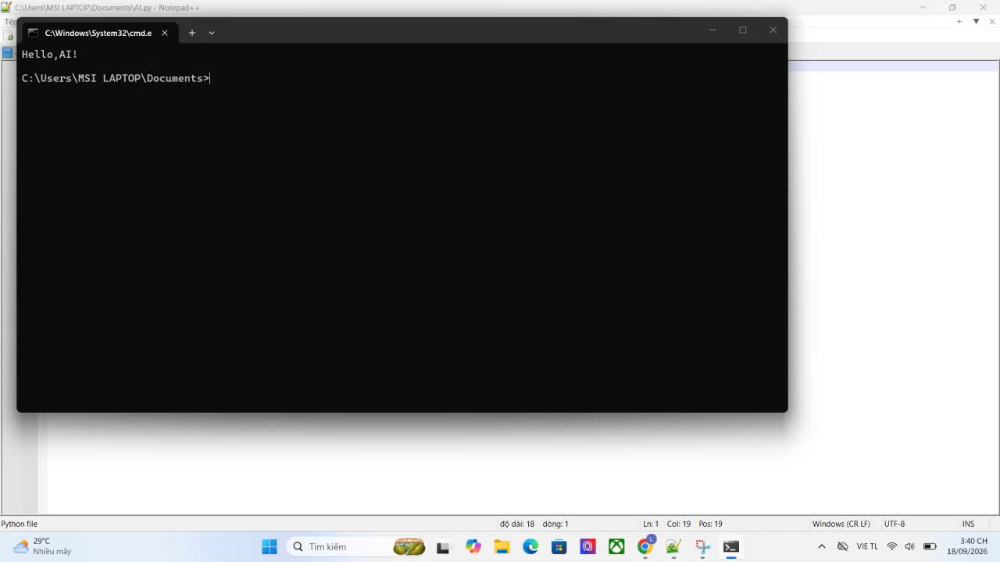 C:\Users\MSI LAPTOP\Documents\AI.py - Notepad++
Tệp
C:\Windows\System32\cmd.e
Hello,AI!
C:\Users\MSI LAPTOP\Documents>
Python file
độ dài: 18 dòng: 1
Ln: 1 Col: 19 Pos: 19
Windows (CR LF)
UTF-8
INS
29°C
Nhiều mây
Tìm kiếm
L
VIE TL
3:40 CH
18/09/2026